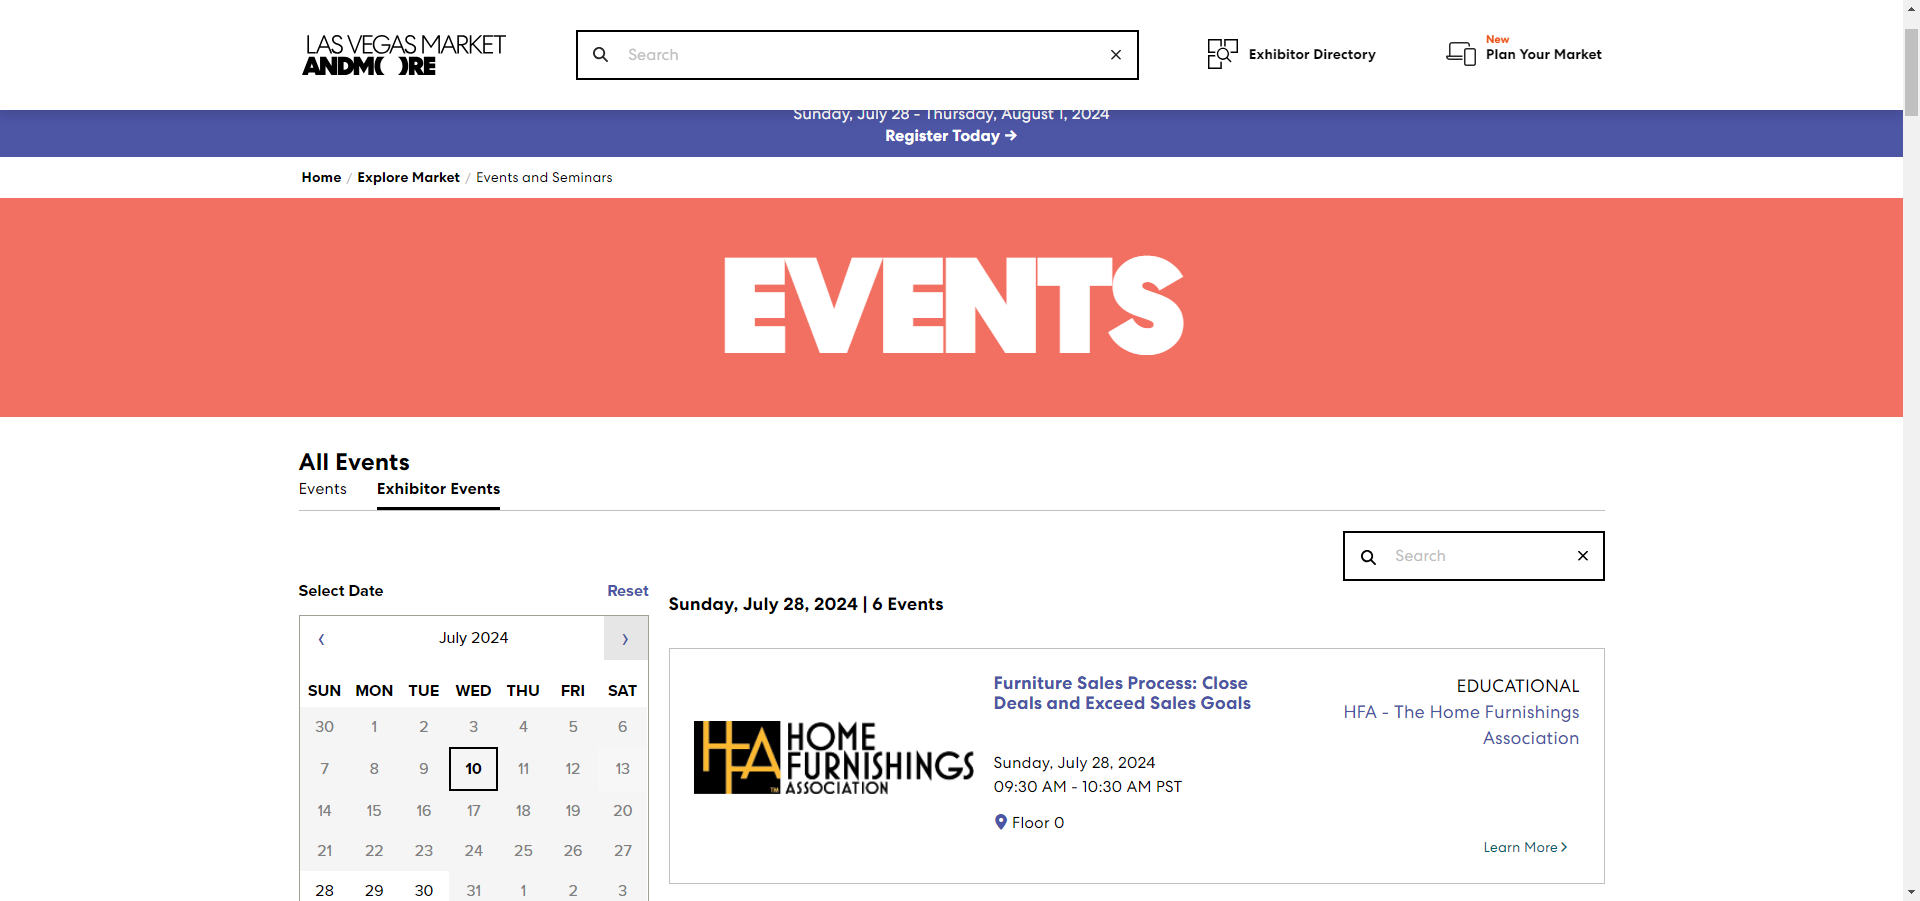 LAS VEGAS MARKET
ANDMORE
Search
Exhibitor Directory
New
Plan Your Market
Sunday, July 28 - Thursday, August 1, 2024
Register Today
Home / Explore Market / Events and Seminars
EVENTS
All Events
Events
Exhibitor Events
Search
Select Date
Reset
Sunday, July 28, 2024 | 6 Events
July 2024
SUN MON TUE WED THU FRI SAT
30 1 2 3 4 5 6
7 8 9 10 11 12 13
14 15 16 17 18 19 20
21 22 23 24 25 26 27
28 29 30 31 1 2 3
HFA
TM
HOME
FURNISHINGS
ASSOCIATION
Furniture Sales Process: Close
Deals and Exceed Sales Goals
Sunday, July 28, 2024
09:30 AM - 10:30 AM PST
Floor 0
EDUCATIONAL
HFA - The Home Furnishings
Association
Learn More